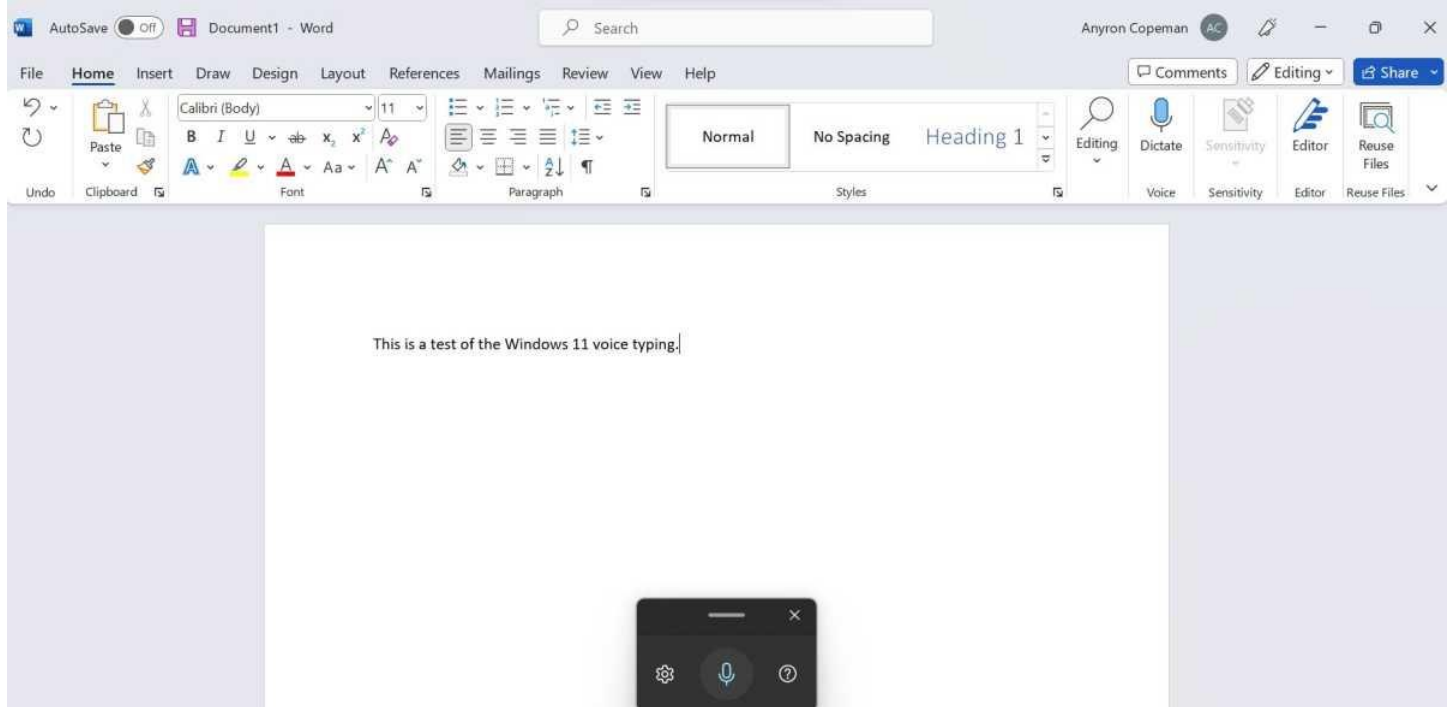 AutoSave Off Document1 - Word Search Anyron Copeman AC
File Home Insert Draw Design Layout References Mailings Review View Help Comments Editing Share
Calibri (Body) 11
Paste B I U ab x₂ x² A Normal No Spacing Heading 1 Editing Dictate Sensitivity Editor Reuse Files
A A Aa A A
Undo Clipboard Font Paragraph Styles Voice Sensitivity Editor Reuse Files
This is a test of the Windows 11 voice typing.